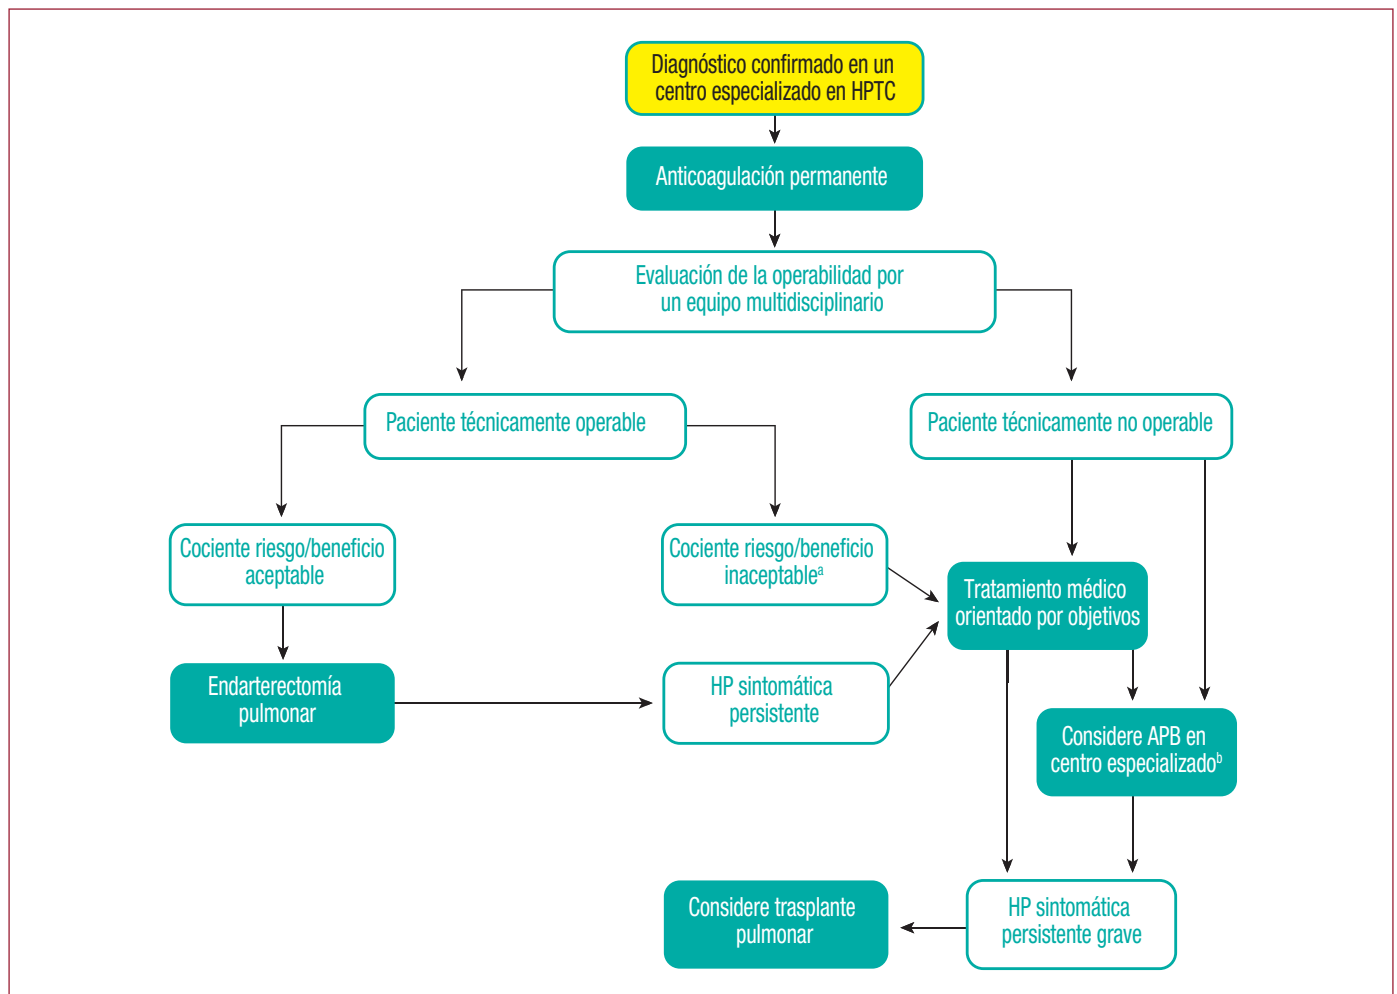 Diagnóstico confirmado en un
centro especializado en HPTC
Anticoagulación permanente
Evaluación de la operabilidad por
un equipo multidisciplinario
Paciente técnicamente operable
Paciente técnicamente no operable
Cociente riesgo/beneficio
aceptable
Cociente riesgo/beneficio
inaceptableᵃ
Tratamiento médico
orientado por objetivos
Endarterectomía
pulmonar
HP sintomática
persistente
Considere APB en
centro especializadoᵇ
Considere trasplante
pulmonar
HP sintomática
persistente grave